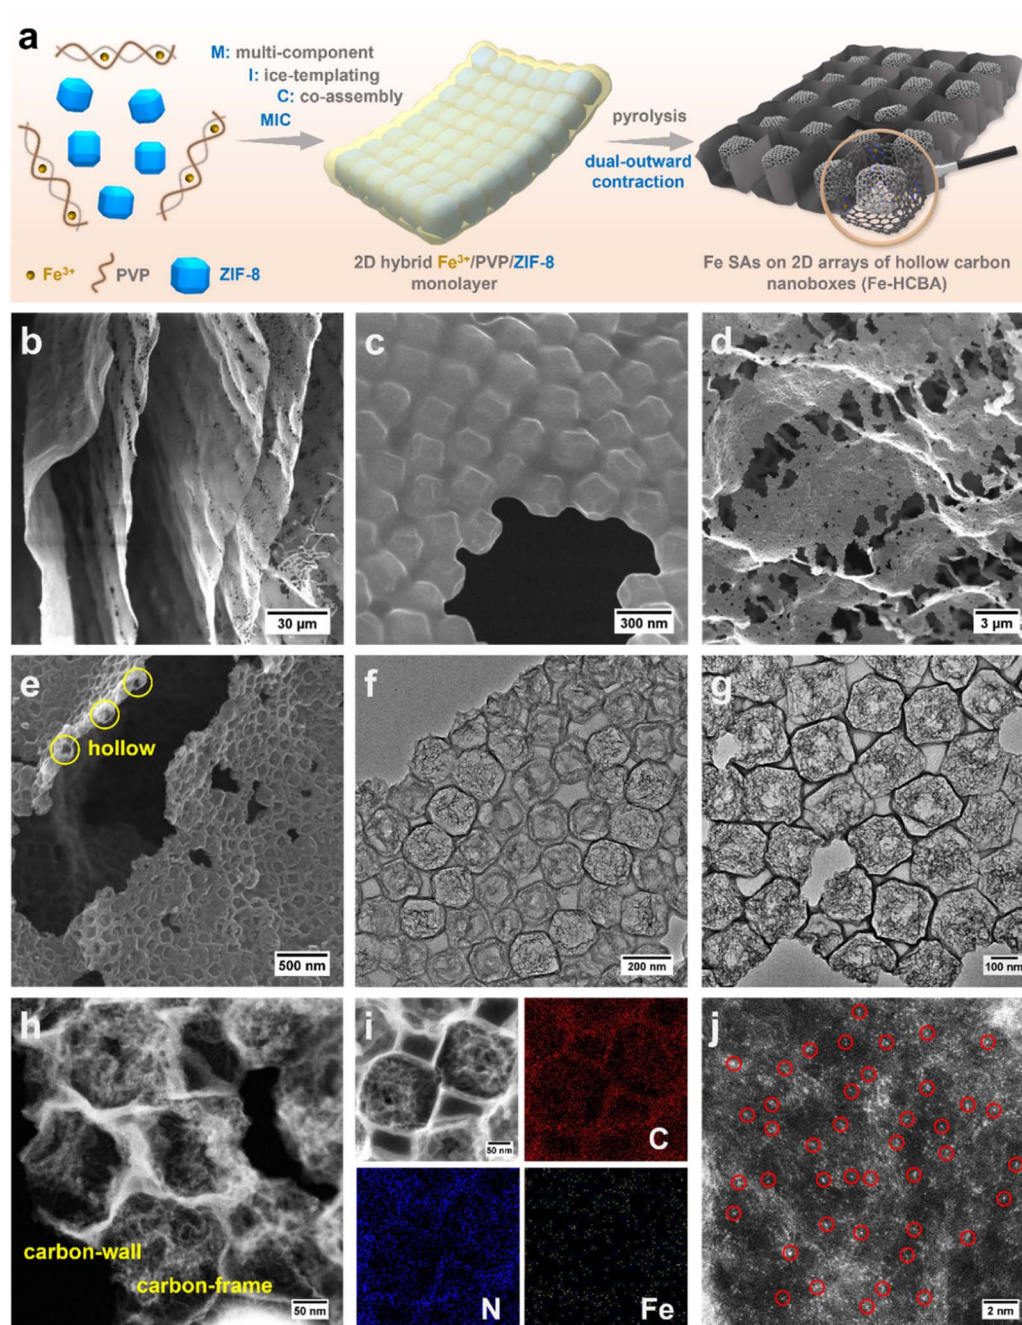 a
M: multi-component
I: ice-templating
C: co-assembly
MIC
pyrolysis
dual-outward
contraction
Fe³⁺
PVP
ZIF-8
2D hybrid Fe³⁺/PVP/ZIF-8
monolayer
Fe SAs on 2D arrays of hollow carbon
nanoboxes (Fe-HCBA)
b
30 µm
c
300 nm
d
3 µm
e
hollow
500 nm
f
200 nm
g
100 nm
h
carbon-wall
carbon-frame
50 nm
i
50 nm
C
N
Fe
j
2 nm